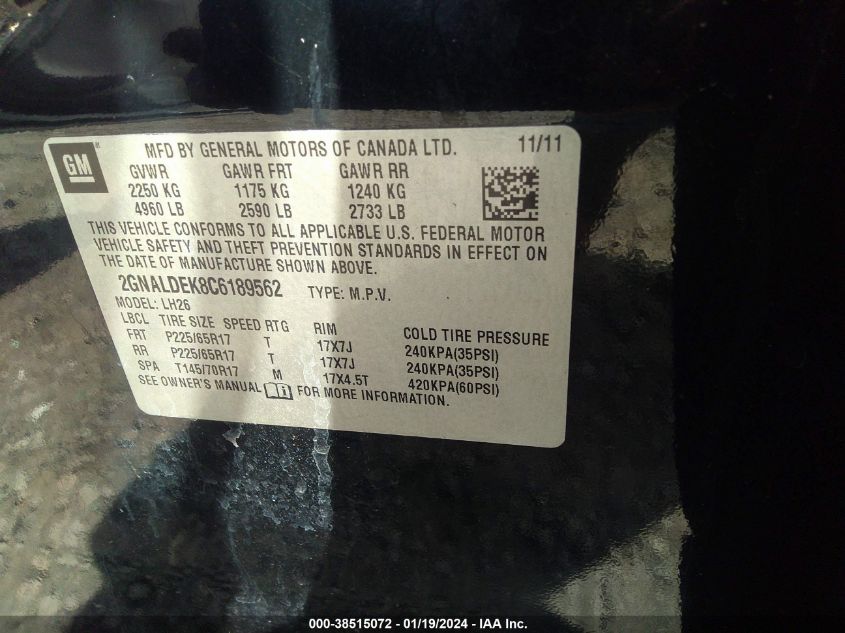 GM
MFD BY GENERAL MOTORS OF CANADA LTD. 11/11
GVWR GAWR FRT GAWR RR
2250 KG 1175 KG 1240 KG
4960 LB 2590 LB 2733 LB
THIS VEHICLE CONFORMS TO ALL APPLICABLE U.S. FEDERAL MOTOR
VEHICLE SAFETY AND THEFT PREVENTION STANDARDS IN EFFECT ON
THE DATE OF MANUFACTURE SHOWN ABOVE.
2GNALDEK8C6189562 TYPE: M.P.V.
MODEL: LH26
LBCL TIRE SIZE SPEED RTG RIM COLD TIRE PRESSURE
FRT P225/65R17 T 17X7J 240KPA(35PSI)
RR P225/65R17 T 17X7J 240KPA(35PSI)
SPA T145/70R17 M 17X4.5T 420KPA(60PSI)
SEE OWNER'S MANUAL FOR MORE INFORMATION.
000-38515072 - 01/19/2024 - IAA Inc.